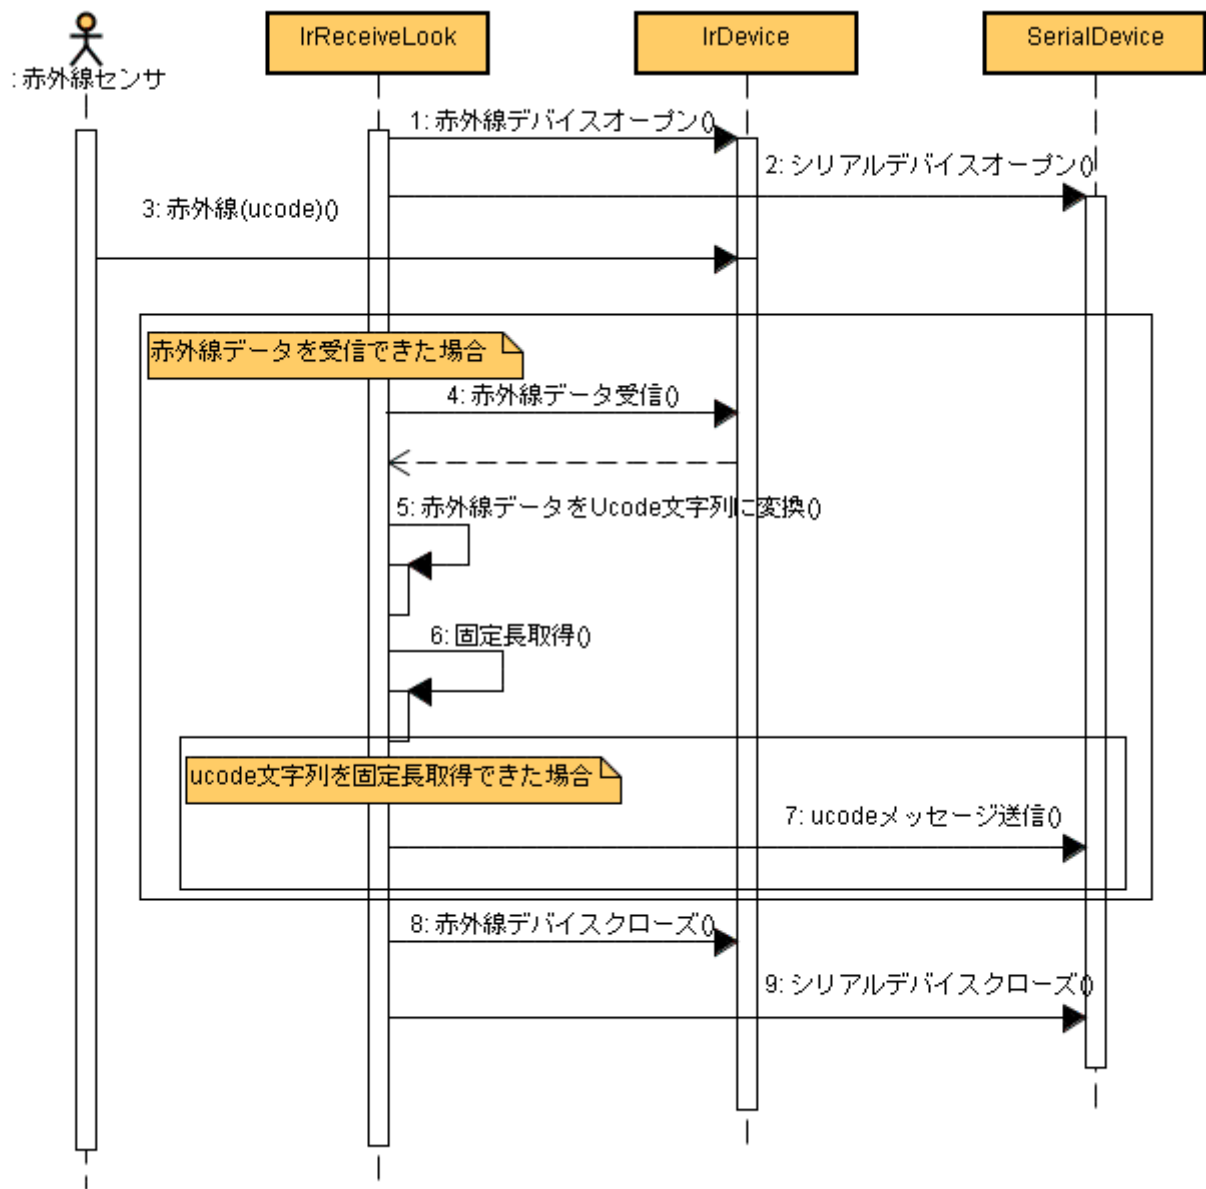 IrReceiveLook
IrDevice
SerialDevice
: 赤外線センサ
1: 赤外線デバイスオープン()
2: シリアルデバイスオープン()
3: 赤外線(ucode)()
赤外線データを受信できた場合
4: 赤外線データ受信()
5: 赤外線データをUcode文字列に変換()
6: 固定長取得()
ucode文字列を固定長取得できた場合
7: ucodeメッセージ送信()
8: 赤外線デバイスクローズ()
9: シリアルデバイスクローズ()